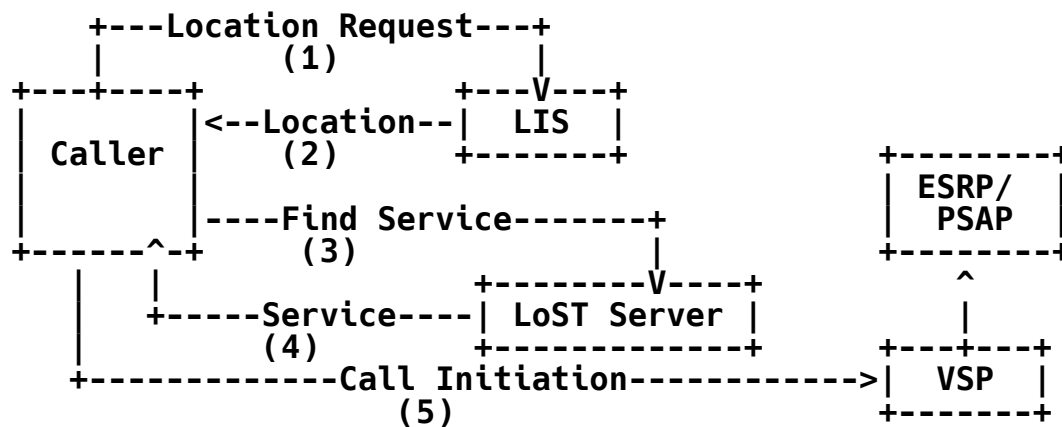 Location Request
(1)
<--Location-- LIS
Caller (2)
ESRP/
Find Service PSAP
(3)
Service LoST Server
(4)
Call Initiation VSP
(5)